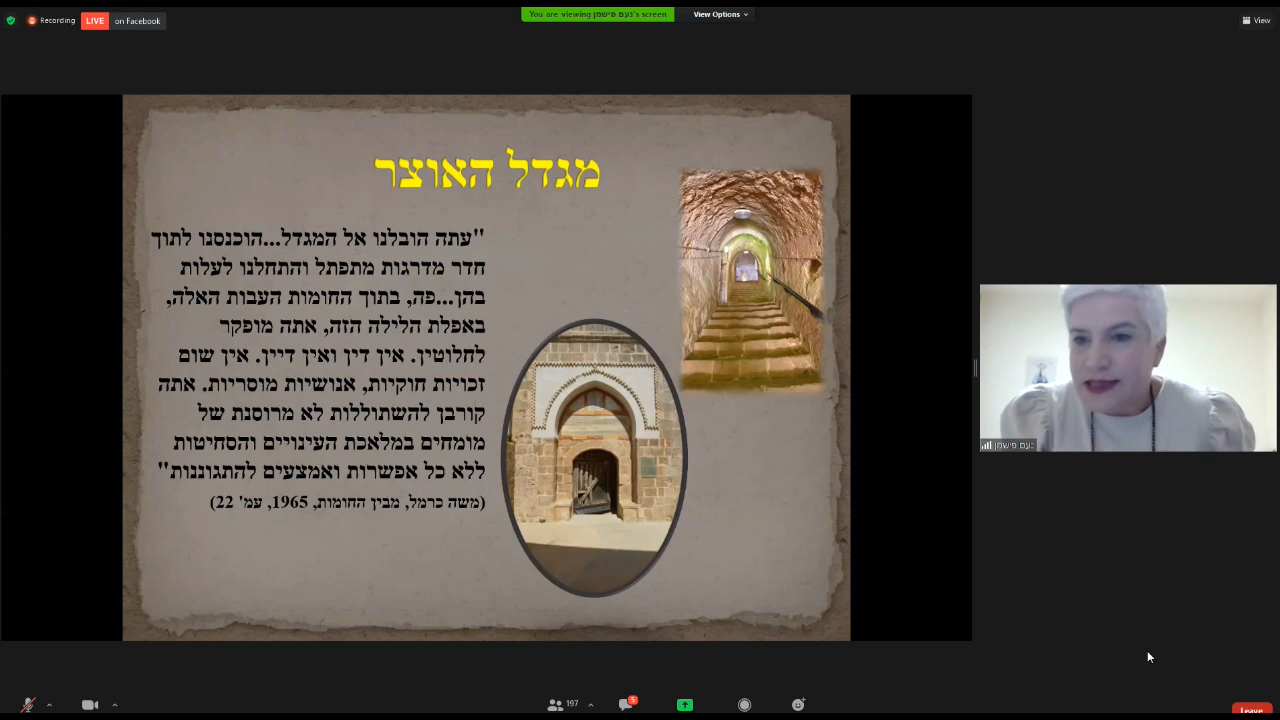 Recording
LIVE
on Facebook
You are viewing נעם פישמן's screen
View Options
View
מגדל האוצר
"עתה הובלנו אל המגדל...הוכנסנו לתוך
חדר מדרגות מתפתל והתחלנו לעלות
בהן...פה, בתוך החומות העבות האלה,
באפלת הלילה הזה, אתה מופקר
לחלוטין. אין דין ואין דיין. אין שום
זכויות חוקיות, אנושיות מוסריות. אתה
קורבן להשתוללות לא מרוסנת של
מומחים במלאכת העינויים והסחיטות
ללא כל אפשרות ואמצעים להתגוננות"
(משה כרמל, מבין החומות, 1965, עמ' 22)
נעם פישמן
197
5
Leave